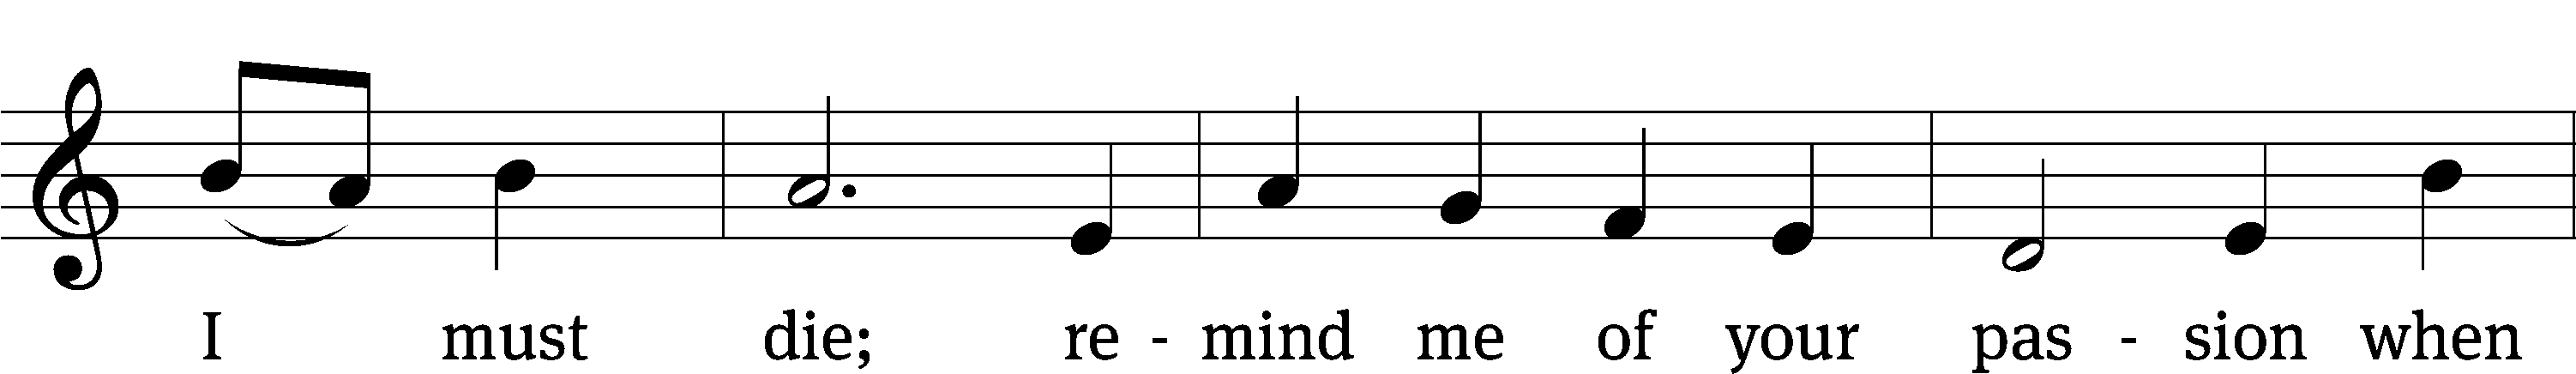 I must die; re - mind me of your pas - sion when